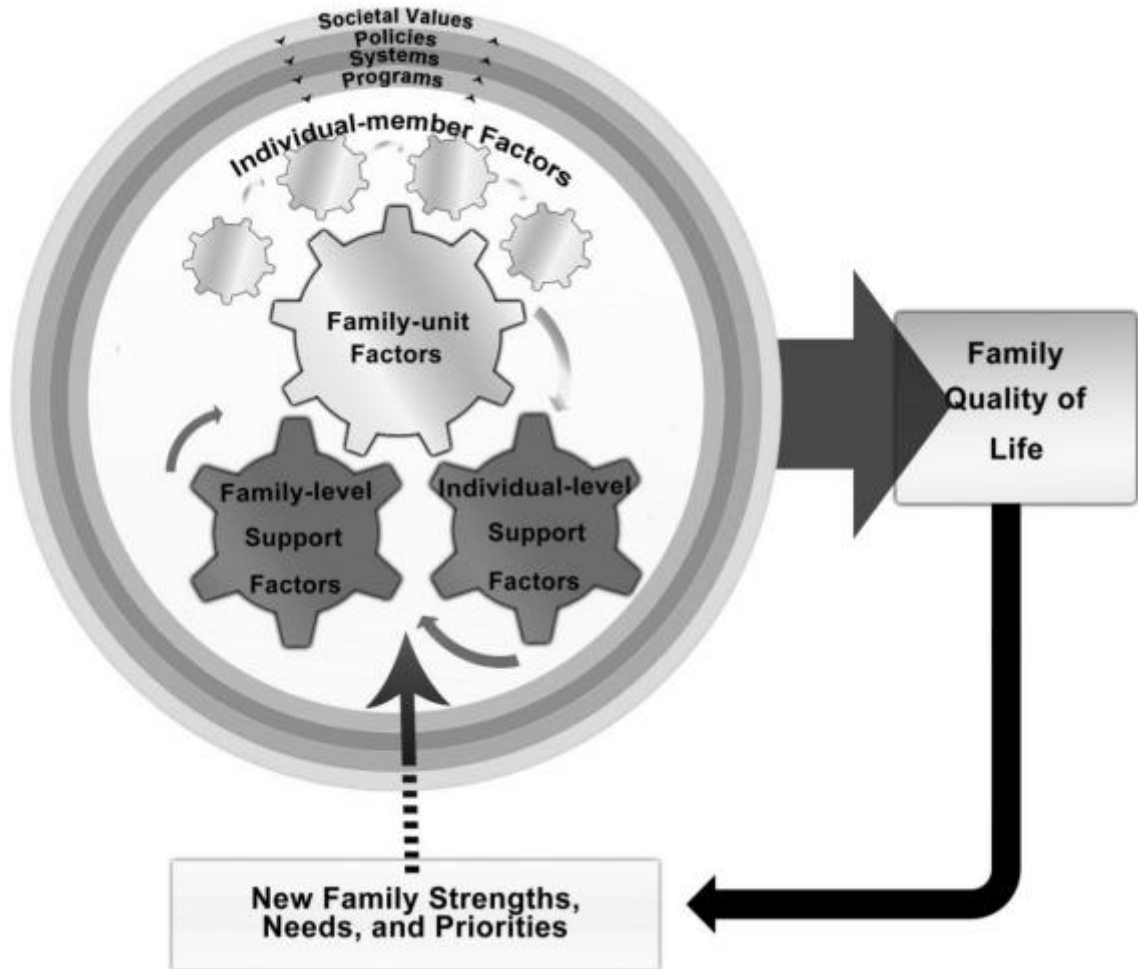 Societal Values
Policies
Systems
Programs
Individual-member Factors
Family-unit
Factors
Family-level
Support
Factors
Individual-level
Support
Factors
Family
Quality of
Life
New Family Strengths,
Needs, and Priorities